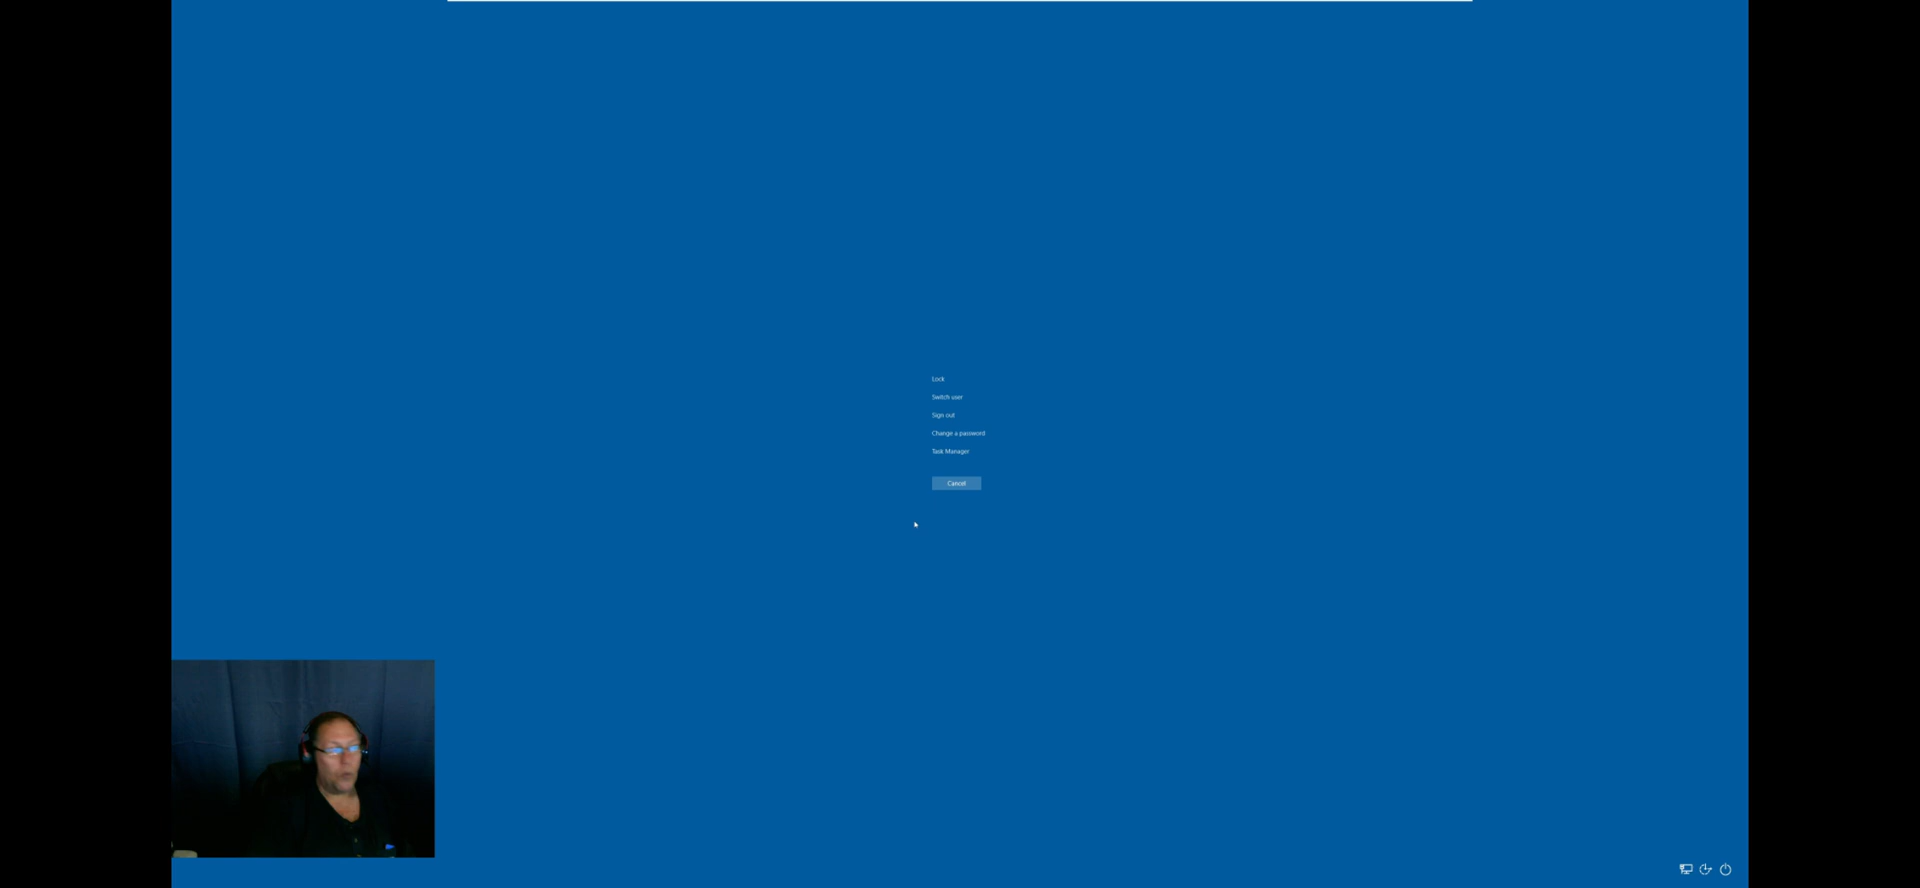 Lock
Switch user
Sign out
Change a password
Task Manager
Cancel